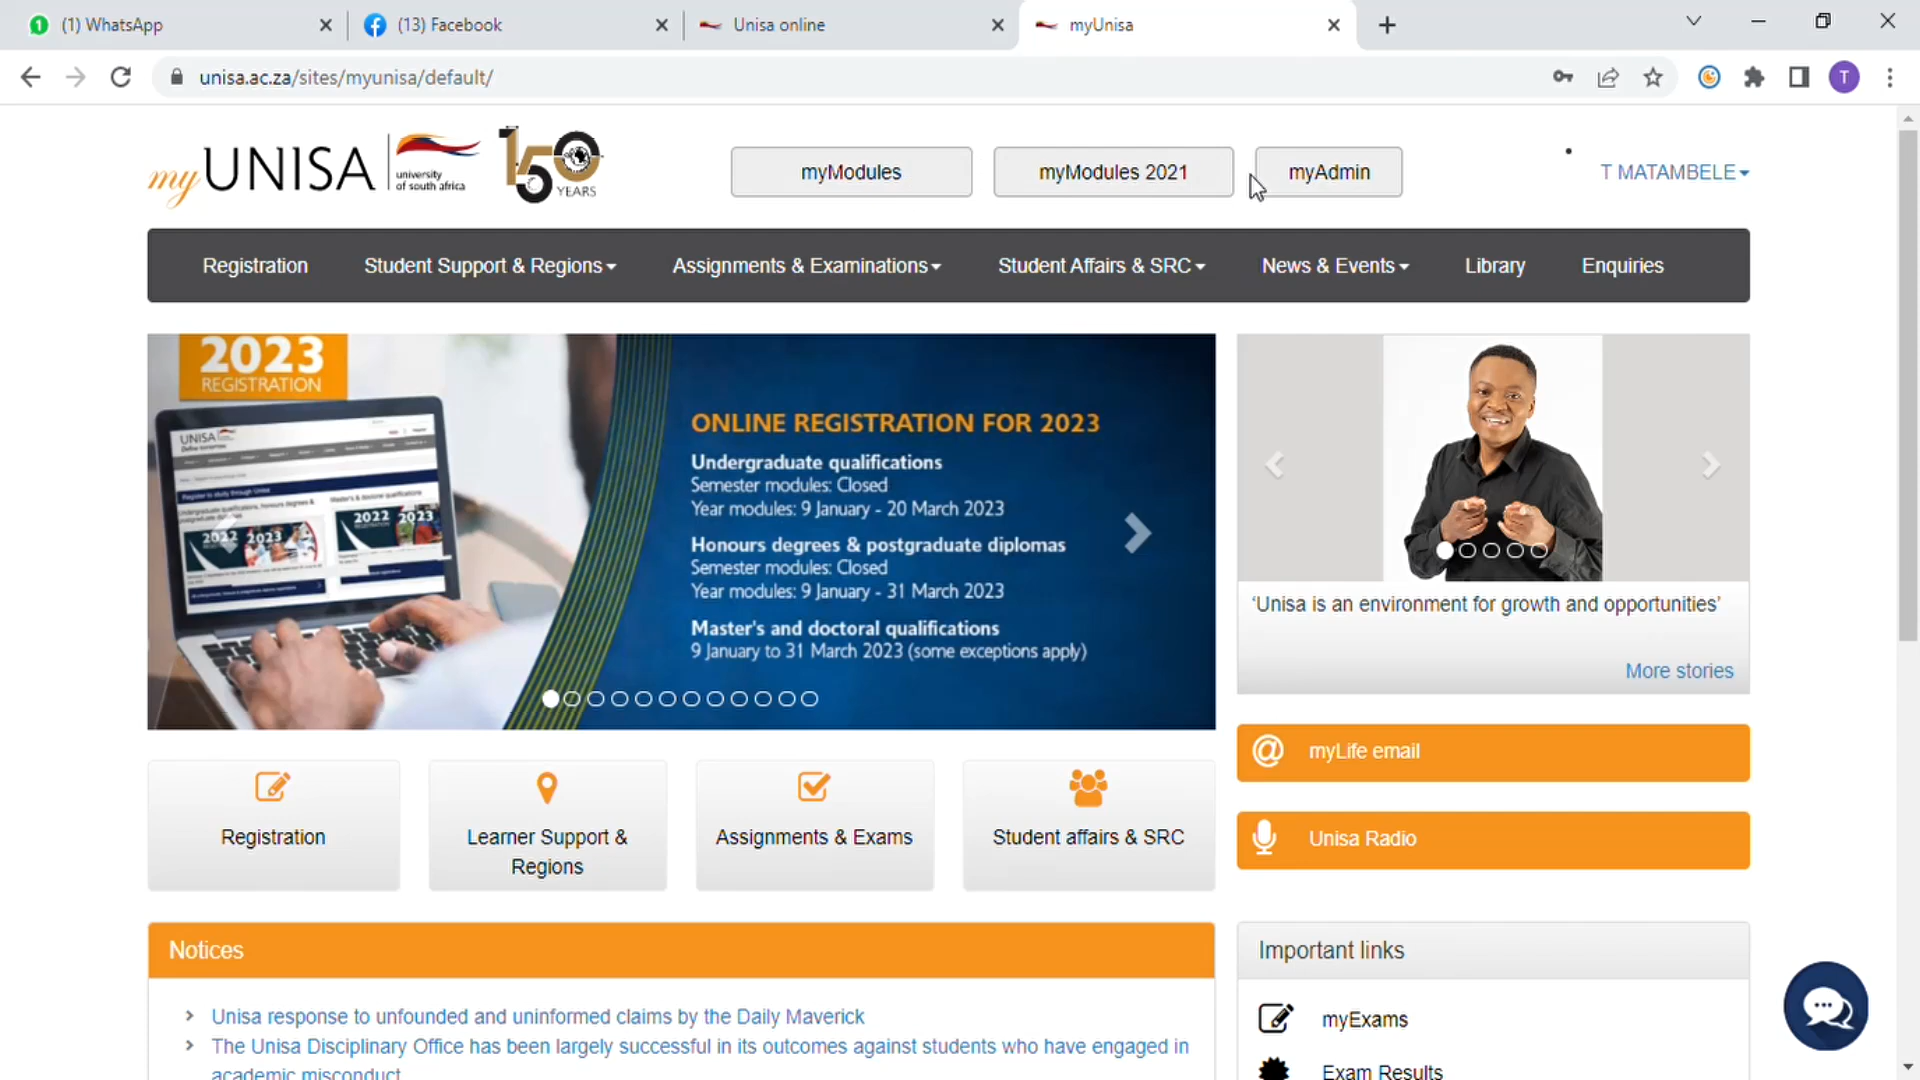 (1) WhatsApp
(13) Facebook
Unisa online
myUnisa
unisa.ac.za/sites/myunisa/default/
T
my UNISA
university
of south africa
150
YEARS
myModules
myModules 2021
myAdmin
T MATAMBELE
Registration
Student Support & Regions
Assignments & Examinations
Student Affairs & SRC
News & Events
Library
Enquiries
2023
REGISTRATION
UNISA
2022
2023
2022
2023
ONLINE REGISTRATION FOR 2023
Undergraduate qualifications
Semester modules: Closed
Year modules: 9 January - 20 March 2023
Honours degrees & postgraduate diplomas
Semester modules: Closed
Year modules: 9 January - 31 March 2023
Master's and doctoral qualifications
9 January to 31 March 2023 (some exceptions apply)
‘Unisa is an environment for growth and opportunities’
More stories
@ myLife email
Unisa Radio
Registration
Learner Support &
Regions
Assignments & Exams
Student affairs & SRC
Notices
Unisa response to unfounded and uninformed claims by the Daily Maverick
The Unisa Disciplinary Office has been largely successful in its outcomes against students who have engaged in
academic misconduct
Important links
myExams
Exam Results